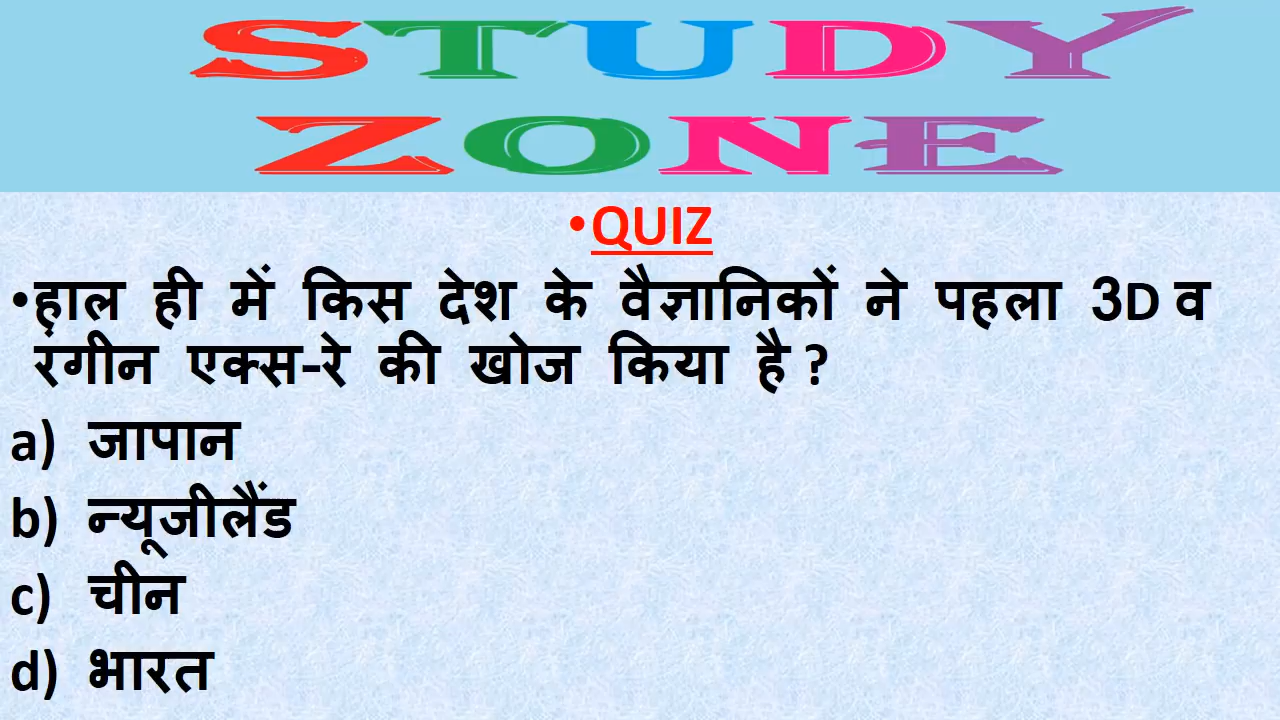 STUDY
ZONE
•QUIZ
•हाल ही में किस देश के वैज्ञानिकों ने पहला 3D व
रंगीन एक्स-रे की खोज किया है ?
a) जापान
b) न्यूजीलैंड
c) चीन
d) भारत